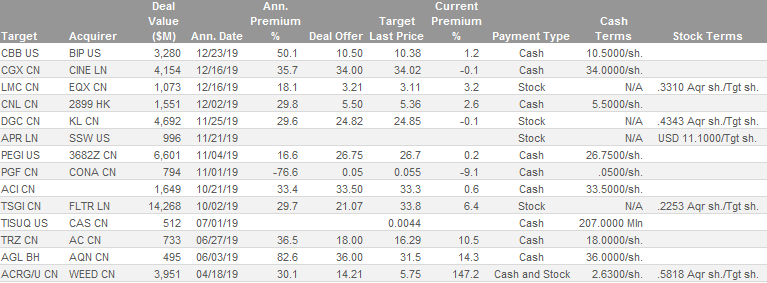 Deal Ann. Target Current
Value Premium Last Price Premium Cash
Target Acquirer ($M) Ann. Date % Deal Offer Last Price % Payment Type Terms Stock Terms
CBB US BIP US 3,280 12/23/19 50.1 10.50 10.38 1.2 Cash 10.5000/sh.
CGX CN CINE LN 4,154 12/16/19 35.7 34.00 34.02 -0.1 Cash 34.0000/sh.
LMC CN EQX CN 1,073 12/16/19 18.1 3.21 3.11 3.2 Stock N/A .3310 Aqr sh./Tgt sh.
CNL CN 2899 HK 1,551 12/02/19 29.8 5.50 5.36 2.6 Cash 5.5000/sh.
DGC CN KL CN 4,692 11/25/19 29.6 24.82 24.85 -0.1 Stock N/A .4343 Aqr sh./Tgt sh.
APR LN SSW US 996 11/21/19 Stock N/A USD 11.1000/Tgt sh.
PEGI US 3682Z CN 6,601 11/04/19 16.6 26.75 26.7 0.2 Cash 26.7500/sh.
PGF CN CONA CN 794 11/01/19 -76.6 0.05 0.055 -9.1 Cash .0500/sh.
ACI CN 1,649 10/21/19 33.4 33.50 33.3 0.6 Cash 33.5000/sh.
TSGI CN FLTR LN 14,268 10/02/19 29.7 21.07 33.8 6.4 Stock N/A .2253 Aqr sh./Tgt sh.
TISUQ US CAS CN 512 07/01/19 0.0044 Cash 207.0000 Mln
TRZ CN AC CN 733 06/27/19 36.5 18.00 16.29 10.5 Cash 18.0000/sh.
AGL BH AQN CN 495 06/03/19 82.6 36.00 31.5 14.3 Cash 36.0000/sh.
ACRG/U CN WEED CN 3,951 04/18/19 30.1 14.21 5.75 147.2 Cash and Stock 2.6300/sh. .5818 Aqr sh./Tgt sh.